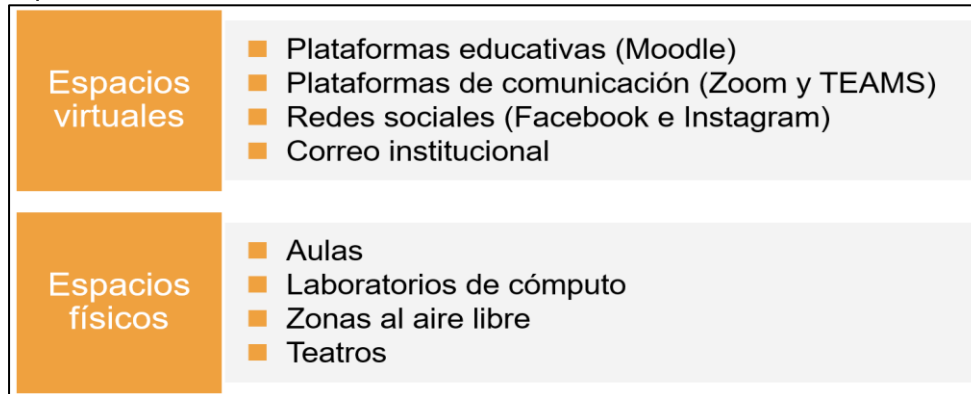 Espacios
virtuales
Plataformas educativas (Moodle)
Plataformas de comunicación (Zoom y TEAMS)
Redes sociales (Facebook e Instagram)
Correo institucional
Espacios
físicos
Aulas
Laboratorios de cómputo
Zonas al aire libre
Teatros